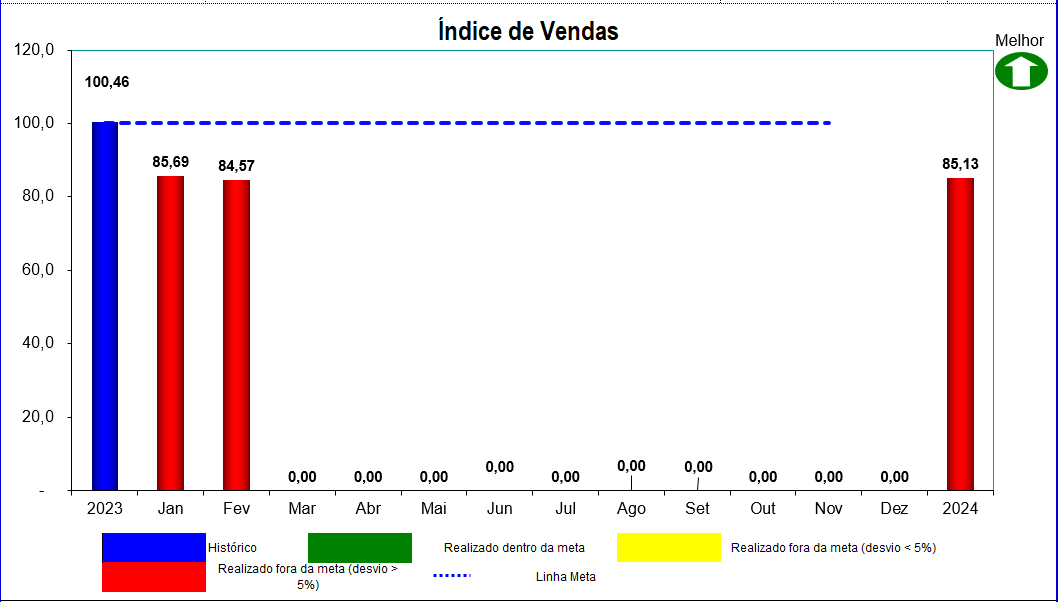 Índice de Vendas
Melhor
120,0
100,46
100,0
85,69
84,57
85,13
80,0
60,0
40,0
20,0
0,00 0,00 0,00 0,00 0,00 0,00 0,00 0,00 0,00 0,00
-
2023 Jan Fev Mar Abr Mai Jun Jul Ago Set Out Nov Dez 2024
Histórico
Realizado dentro da meta
Realizado fora da meta (desvio < 5%)
Realizado fora da meta (desvio >
5%)
Linha Meta